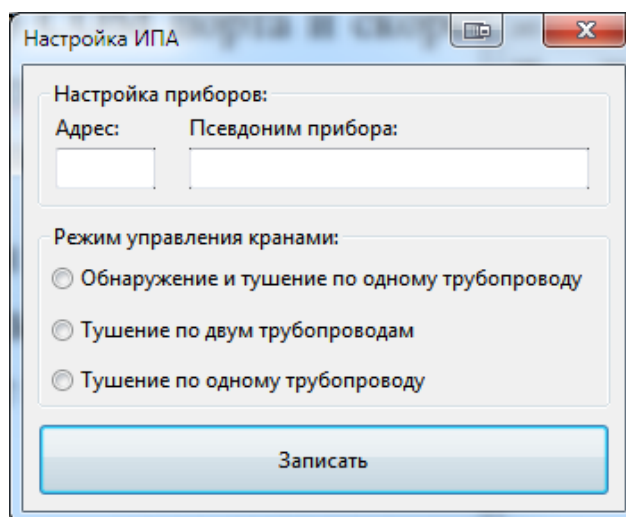 Настройка ИПА
Настройка приборов:
Адрес: Псевдоним прибора:
Режим управления кранами:
Обнаружение и тушение по одному трубопроводу
Тушение по двум трубопроводам
Тушение по одному трубопроводу
Записать